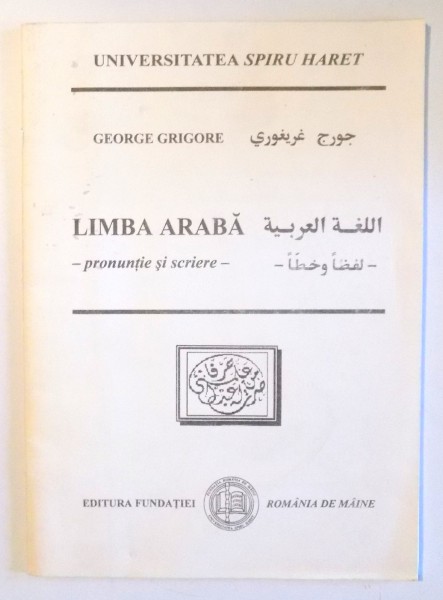 UNIVERSITATEA SPIRU HARET
GEORGE GRIGORE جورج غريغوري
LIMBA ARABĂ اللغة العربية
– pronunție și scriere – - لفضاً وخطاً -
EDITURA FUNDAȚIEI ROMÂNIA DE MÂINE